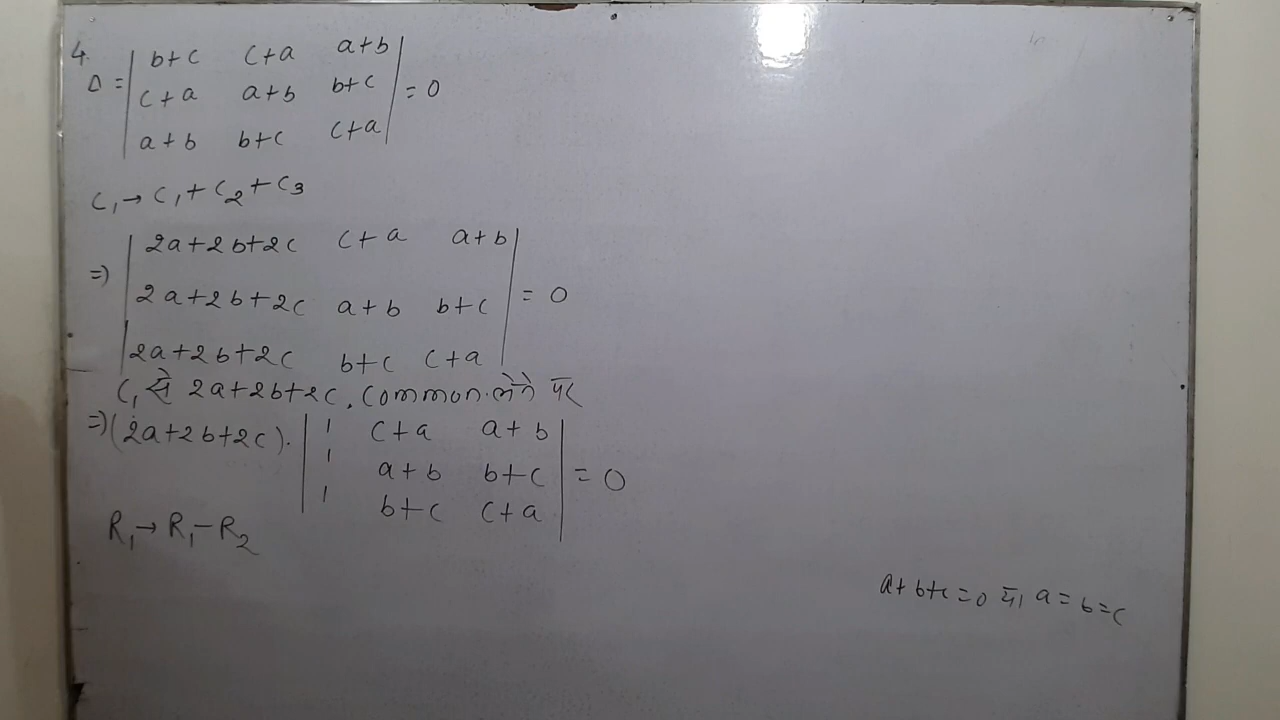 4.
Δ = | b+c c+a a+b |
| c+a a+b b+c | = 0
| a+b b+c c+a |
C₁→ C₁+ C₂+ C₃
=> | 2a+2b+2c c+a a+b |
| 2a+2b+2c a+b b+c | = 0
| 2a+2b+2c b+c c+a |
C₁ से 2a+2b+2c, common लेने पर
=> (2a+2b+2c). | 1 c+a a+b |
| 1 a+b b+c | = 0
| 1 b+c c+a |
R₁→ R₁-R₂
a+b+c=0 या a=b=c